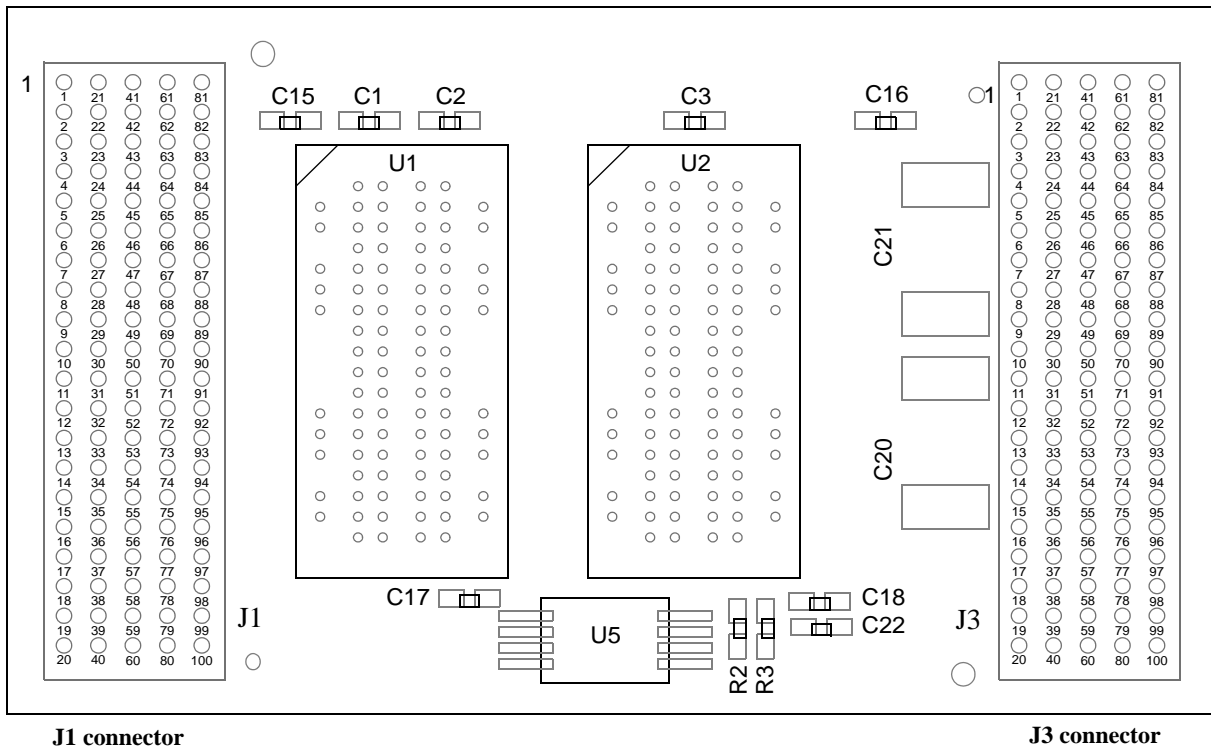 1
C15 C1 C2 C3 C16 1
U1 U2
1 21 41 61 81
2 22 42 62 82
3 23 43 63 83
4 24 44 64 84
5 25 45 65 85
6 26 46 66 86
7 27 47 67 87
8 28 48 68 88
9 29 49 69 89
10 30 50 70 90
11 31 51 71 91
12 32 52 72 92
13 33 53 73 93
14 34 54 74 94
15 35 55 75 95
16 36 56 76 96
17 37 57 77 97
18 38 58 78 98
19 39 59 79 99
20 40 60 80 100
1 21 41 61 81
2 22 42 62 82
3 23 43 63 83
4 24 44 64 84
5 25 45 65 85
6 26 46 66 86
7 27 47 67 87
8 28 48 68 88
9 29 49 69 89
10 30 50 70 90
11 31 51 71 91
12 32 52 72 92
13 33 53 73 93
14 34 54 74 94
15 35 55 75 95
16 36 56 76 96
17 37 57 77 97
18 38 58 78 98
19 39 59 79 99
20 40 60 80 100
C21
C20
C17
C18
C22
J1
U5
J3
R2
R3
J1 connector
J3 connector